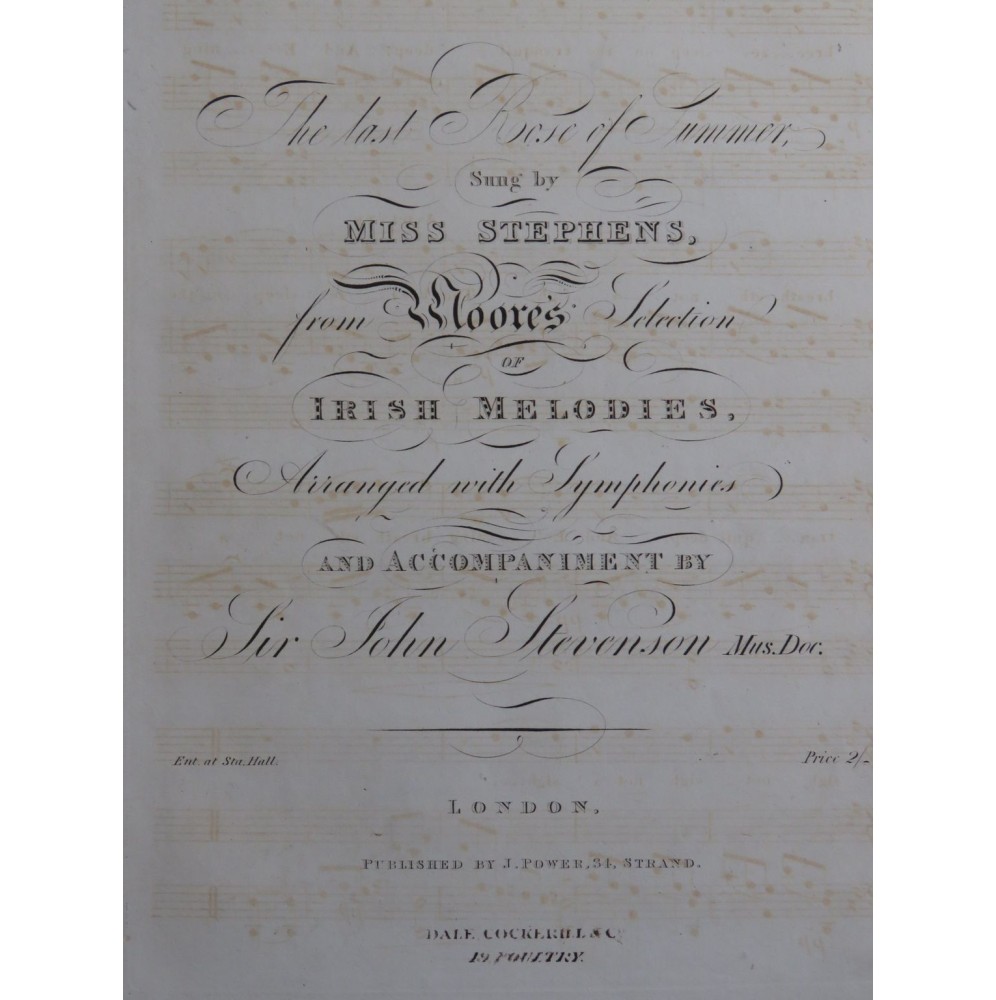 The last Rose of Summer,
Sung by
MISS STEPHENS,
from Moore's Selection
OF
IRISH MELODIES,
Arranged with Symphonies
AND ACCOMPANIMENT BY
Sir John Stevenson Mus. Doc.
Ent. at Sta. Hall. Price 2/-
LONDON,
PUBLISHED BY J. POWER, 34, STRAND.
DALE COCKERILL & Co
19 POULTRY.